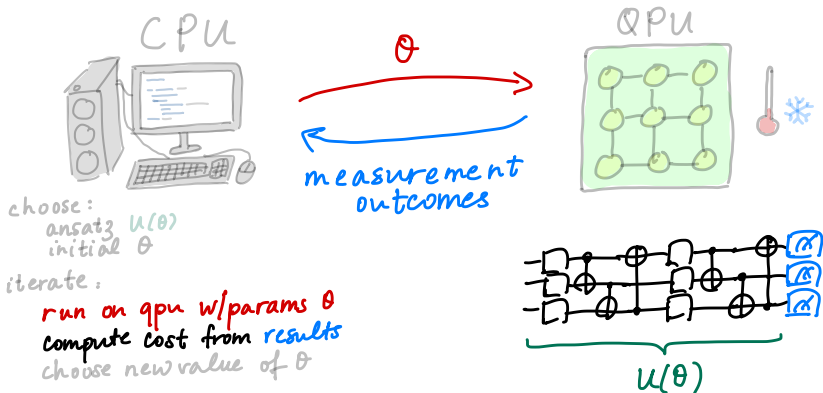 CPU
θ
QPU
measurement
outcomes
choose:
ansatz U(θ)
initial θ
iterate:
run on qpu w/params θ
compute cost from results
choose new value of θ
U(θ)